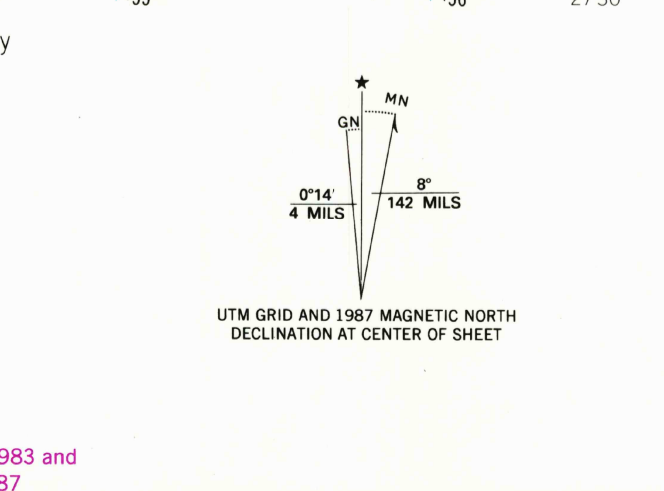 y
★
MN
GN
0°14'
4 MILS
8°
142 MILS
UTM GRID AND 1987 MAGNETIC NORTH
DECLINATION AT CENTER OF SHEET
983 and
87